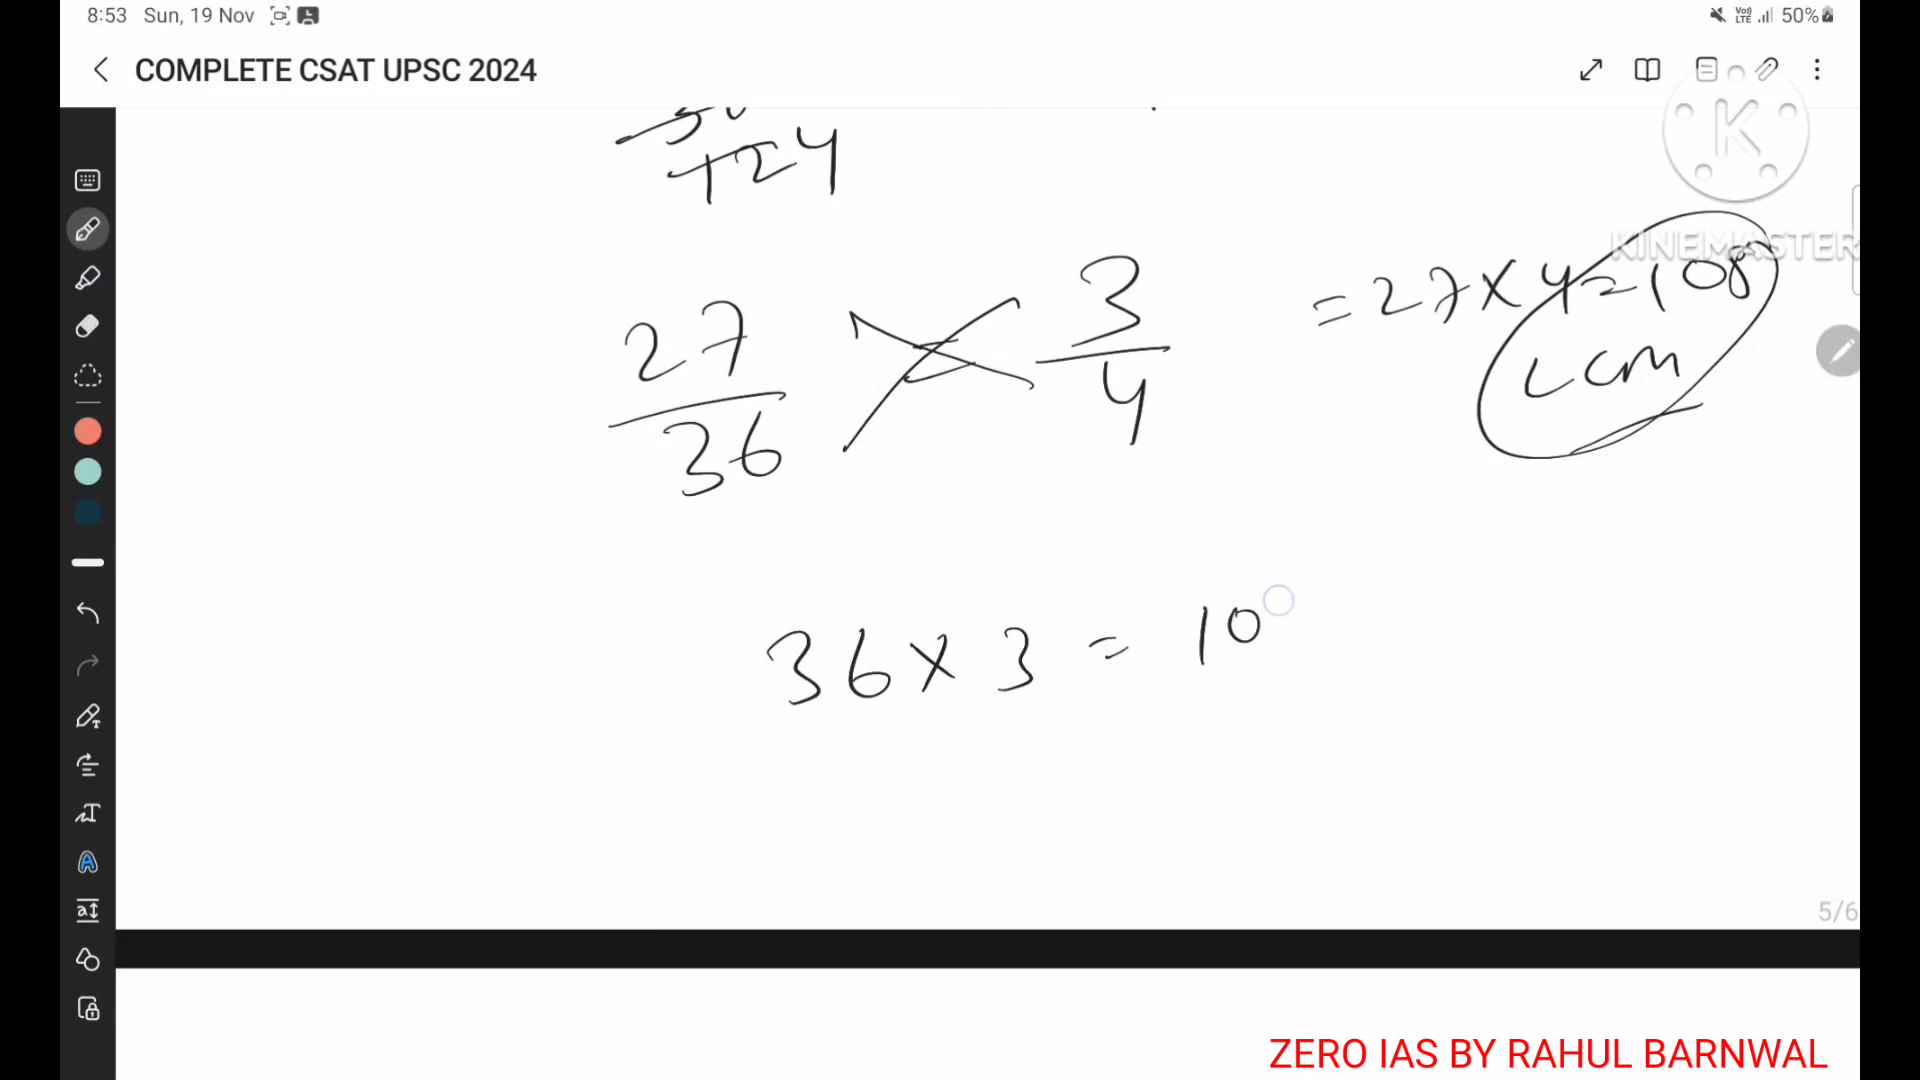 8:53 Sun, 19 Nov 50%
COMPLETE CSAT UPSC 2024
+24
KINEMASTER
27/36 = 3/4 = 27 x 4 = 108
LCM
36 x 3 = 10
5/6
ZERO IAS BY RAHUL BARNWAL